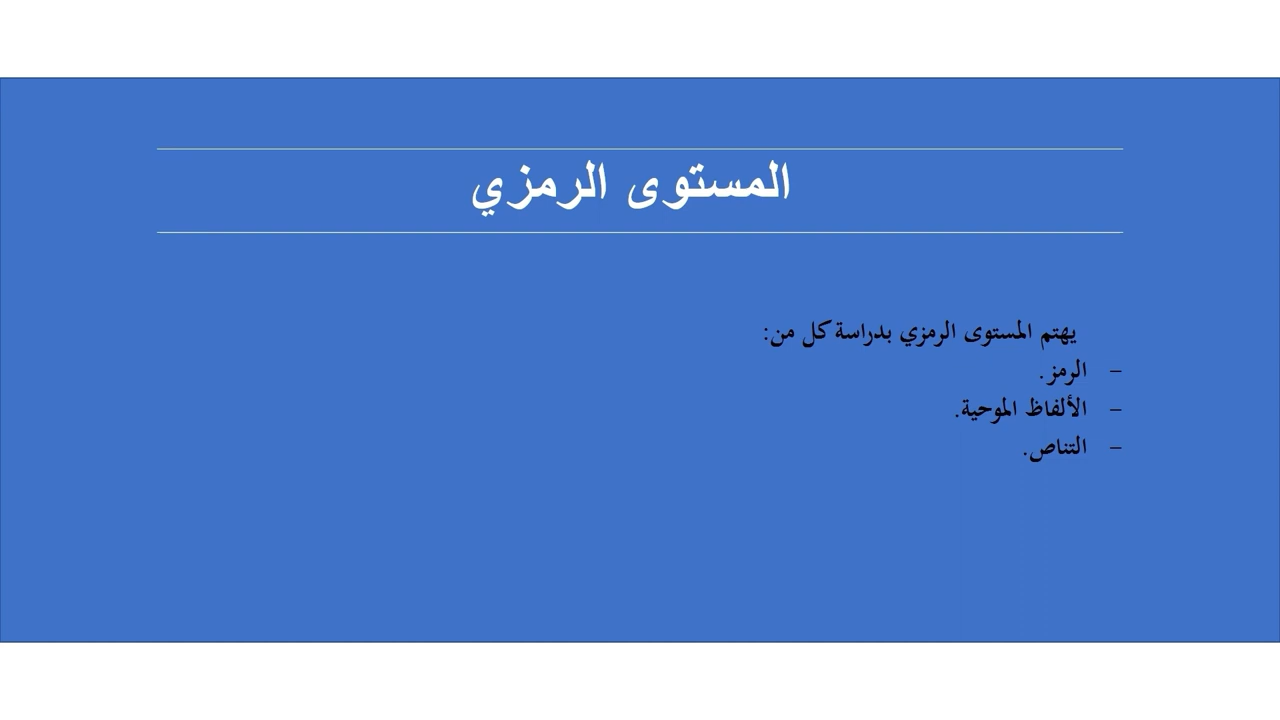 المستوى الرمزي
يهتم المستوى الرمزي بدراسة كل من:
- الرمز.
- الألفاظ الموحية.
- التناص.